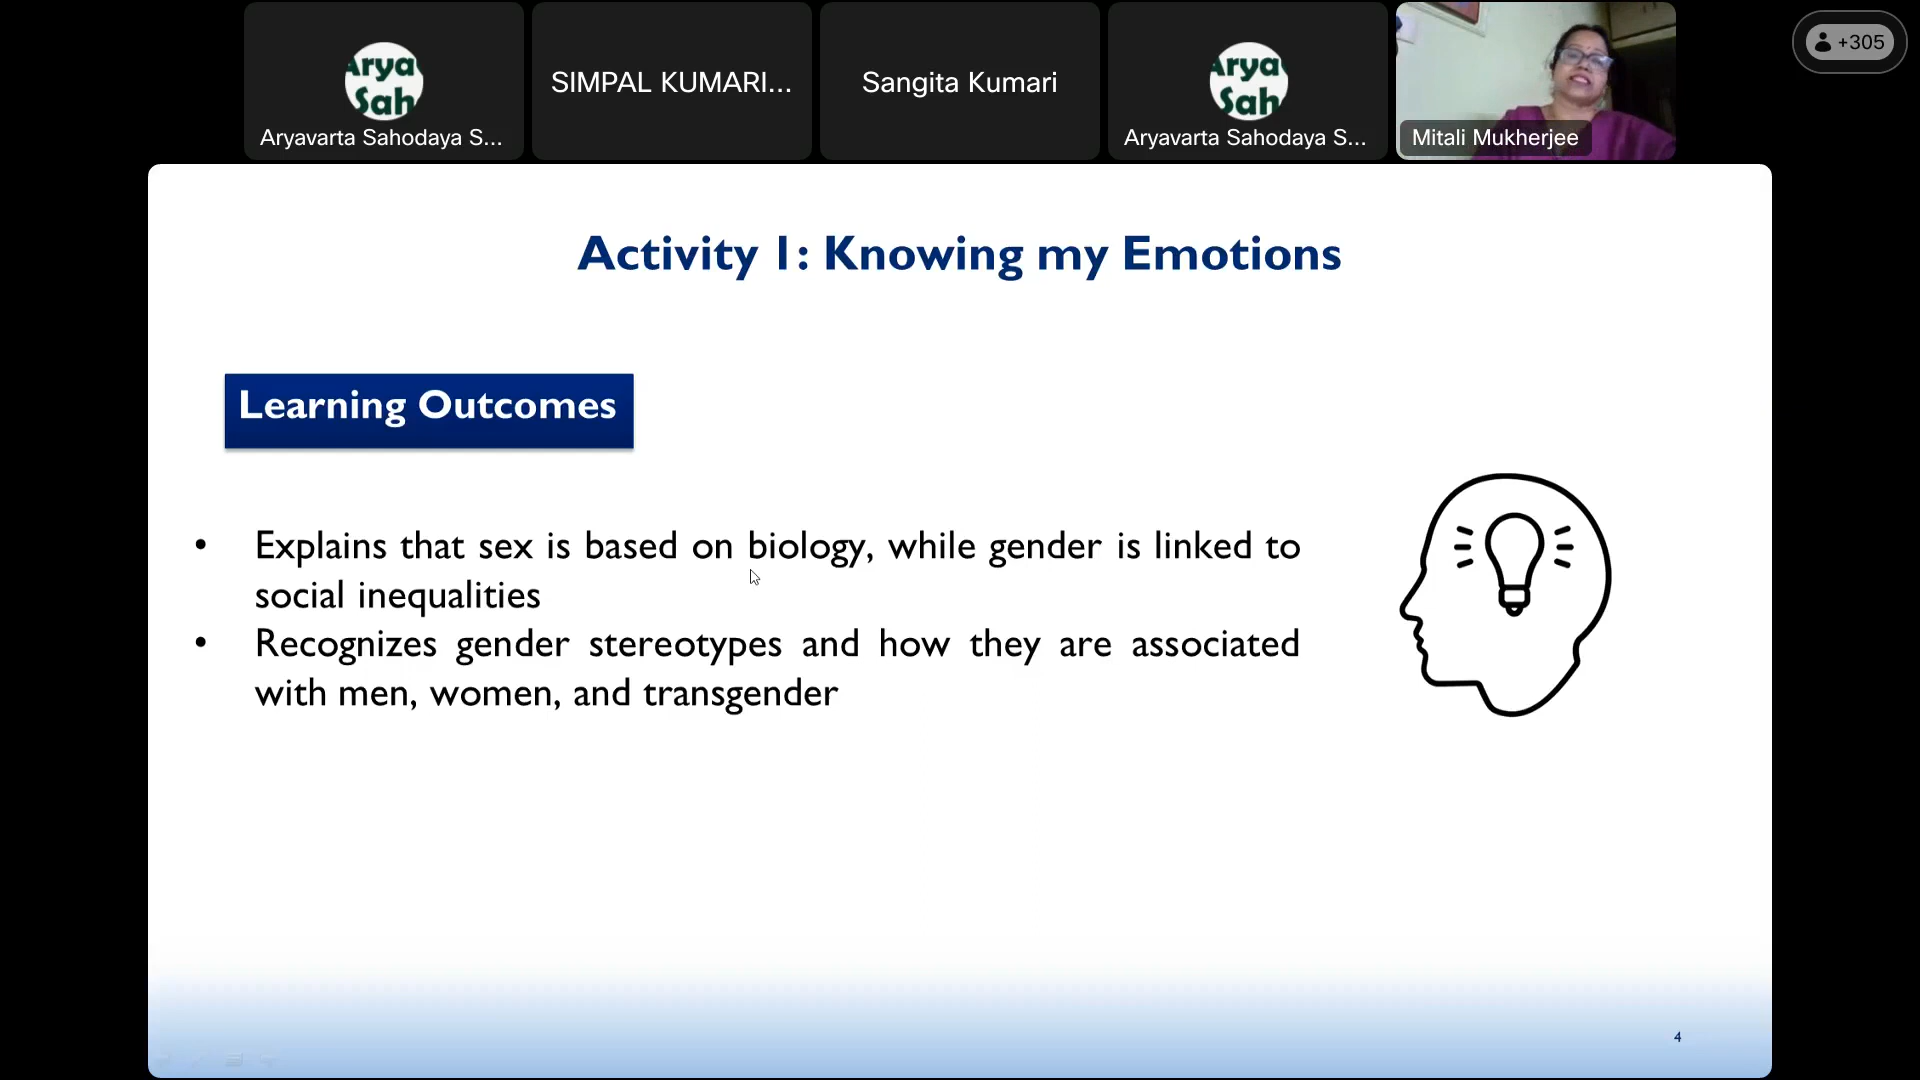 Arya
Sah
Aryavarta Sahodaya S...
SIMPAL KUMARI...
Sangita Kumari
Arya
Sah
Aryavarta Sahodaya S...
Mitali Mukherjee
+305
Activity 1: Knowing my Emotions
Learning Outcomes
• Explains that sex is based on biology, while gender is linked to
social inequalities
• Recognizes gender stereotypes and how they are associated
with men, women, and transgender
4